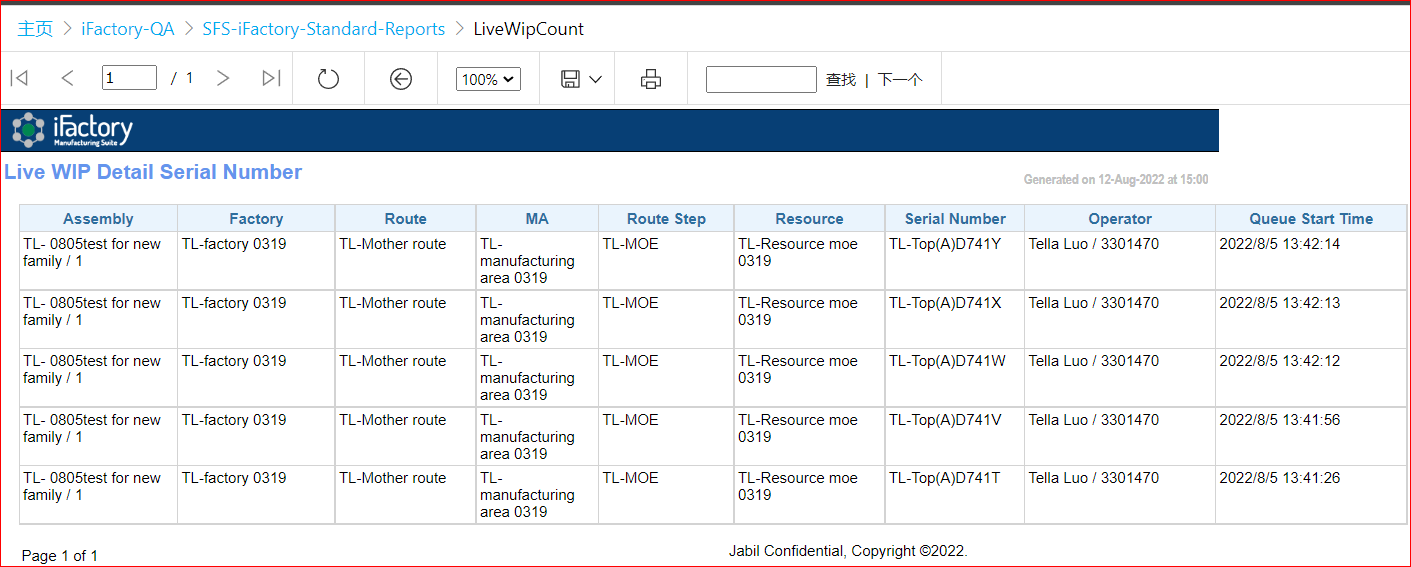 主页 > iFactory-QA > SFS-iFactory-Standard-Reports > LiveWipCount
1 / 1 100% 查找 | 下一个
iFactory
Manufacturing Suite
Live WIP Detail Serial Number
Generated on 12-Aug-2022 at 15:00
Assembly Factory Route MA Route Step Resource Serial Number Operator Queue Start Time
TL- 0805test for new TL-factory 0319 TL-Mother route TL- TL-MOE TL-Resource moe TL-Top(A)D741Y Tella Luo / 3301470 2022/8/5 13:42:14
family / 1 manufacturing 0319
area 0319
TL- 0805test for new TL-factory 0319 TL-Mother route TL- TL-MOE TL-Resource moe TL-Top(A)D741X Tella Luo / 3301470 2022/8/5 13:42:13
family / 1 manufacturing 0319
area 0319
TL- 0805test for new TL-factory 0319 TL-Mother route TL- TL-MOE TL-Resource moe TL-Top(A)D741W Tella Luo / 3301470 2022/8/5 13:42:12
family / 1 manufacturing 0319
area 0319
TL- 0805test for new TL-factory 0319 TL-Mother route TL- TL-MOE TL-Resource moe TL-Top(A)D741V Tella Luo / 3301470 2022/8/5 13:41:56
family / 1 manufacturing 0319
area 0319
TL- 0805test for new TL-factory 0319 TL-Mother route TL- TL-MOE TL-Resource moe TL-Top(A)D741T Tella Luo / 3301470 2022/8/5 13:41:26
family / 1 manufacturing 0319
area 0319
Jabil Confidential, Copyright ©2022.
Page 1 of 1